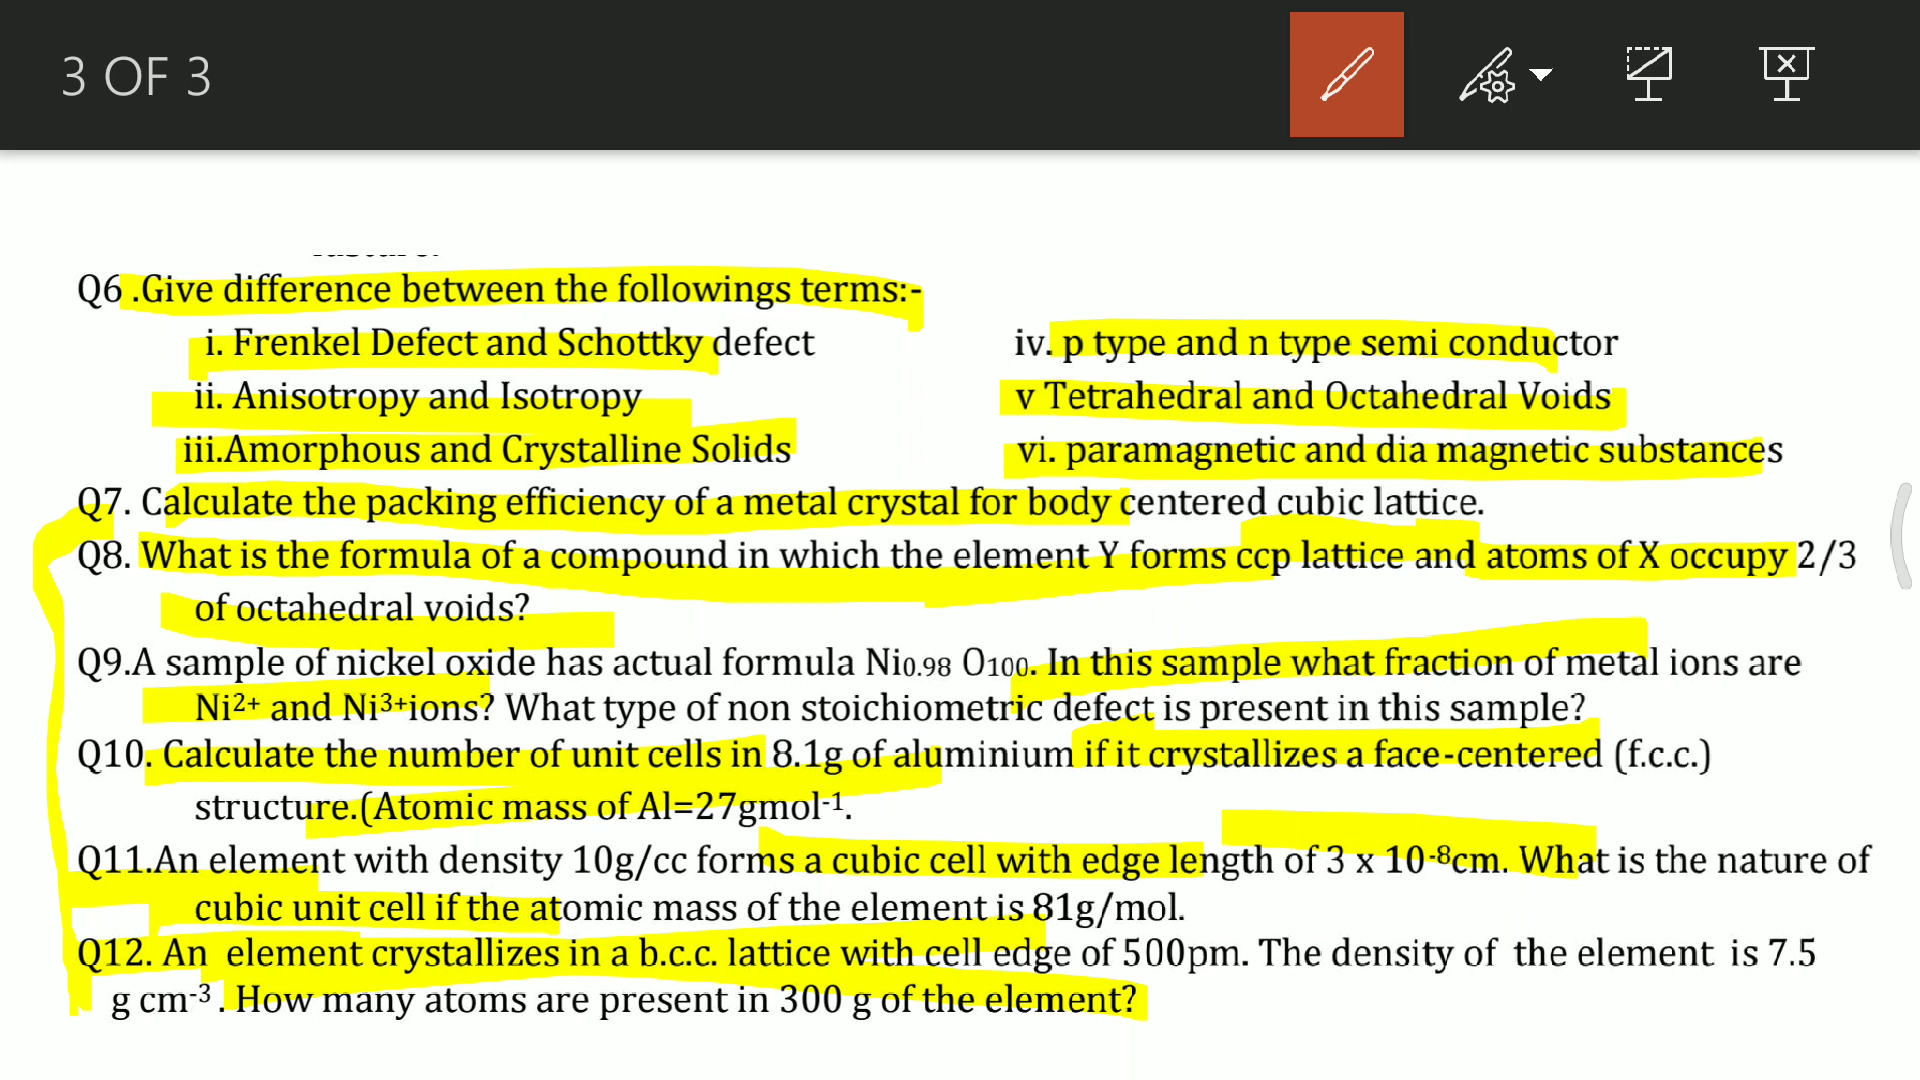 3 OF 3
Q6 .Give difference between the followings terms:-
i. Frenkel Defect and Schottky defect
iv. p type and n type semi conductor
ii. Anisotropy and Isotropy
v Tetrahedral and Octahedral Voids
iii.Amorphous and Crystalline Solids
vi. paramagnetic and dia magnetic substances
Q7. Calculate the packing efficiency of a metal crystal for body centered cubic lattice.
Q8. What is the formula of a compound in which the element Y forms ccp lattice and atoms of X occupy 2/3
of octahedral voids?
Q9.A sample of nickel oxide has actual formula Ni₀.₉₈ O₁₀₀. In this sample what fraction of metal ions are
Ni²⁺ and Ni³⁺ions? What type of non stoichiometric defect is present in this sample?
Q10. Calculate the number of unit cells in 8.1g of aluminium if it crystallizes a face-centered (f.c.c.)
structure.(Atomic mass of Al=27gmol⁻¹.
Q11.An element with density 10g/cc forms a cubic cell with edge length of 3 x 10⁻⁸cm. What is the nature of
cubic unit cell if the atomic mass of the element is 81g/mol.
Q12. An element crystallizes in a b.c.c. lattice with cell edge of 500pm. The density of the element is 7.5
g cm⁻³ . How many atoms are present in 300 g of the element?